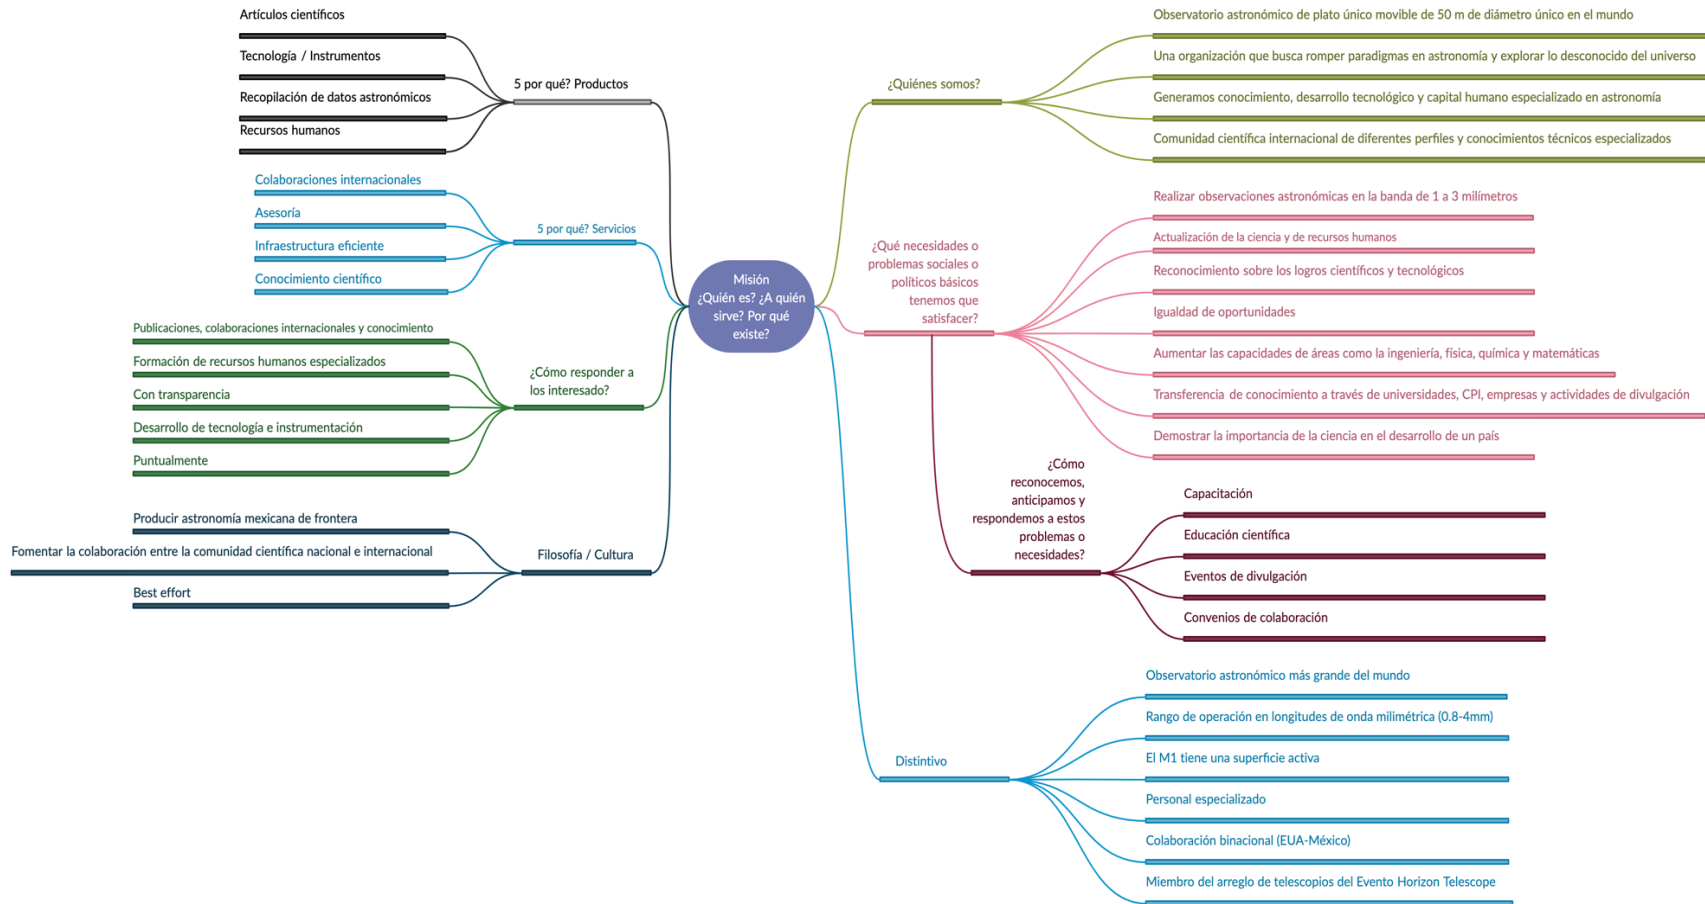 Misión
¿Quién es? ¿A quién
sirve? Por qué
existe?
5 por qué? Productos
Artículos científicos
Tecnología / Instrumentos
Recopilación de datos astronómicos
Recursos humanos
5 por qué? Servicios
Colaboraciones internacionales
Asesoría
Infraestructura eficiente
Conocimiento científico
¿Cómo responder a
los interesado?
Publicaciones, colaboraciones internacionales y conocimiento
Formación de recursos humanos especializados
Con transparencia
Desarrollo de tecnología e instrumentación
Puntualmente
Filosofía / Cultura
Producir astronomía mexicana de frontera
Fomentar la colaboración entre la comunidad científica nacional e internacional
Best effort
¿Quiénes somos?
Observatorio astronómico de plato único movible de 50 m de diámetro único en el mundo
Una organización que busca romper paradigmas en astronomía y explorar lo desconocido del universo
Generamos conocimiento, desarrollo tecnológico y capital humano especializado en astronomía
Comunidad científica internacional de diferentes perfiles y conocimientos técnicos especializados
¿Qué necesidades o
problemas sociales o
políticos básicos
tenemos que
satisfacer?
Realizar observaciones astronómicas en la banda de 1 a 3 milímetros
Actualización de la ciencia y de recursos humanos
Reconocimiento sobre los logros científicos y tecnológicos
Igualdad de oportunidades
Aumentar las capacidades de áreas como la ingeniería, física, química y matemáticas
Transferencia de conocimiento a través de universidades, CPI, empresas y actividades de divulgación
Demostrar la importancia de la ciencia en el desarrollo de un país
¿Cómo
reconocemos,
anticipamos y
respondemos a estos
problemas o
necesidades?
Capacitación
Educación científica
Eventos de divulgación
Convenios de colaboración
Distintivo
Observatorio astronómico más grande del mundo
Rango de operación en longitudes de onda milimétrica (0.8-4mm)
El M1 tiene una superficie activa
Personal especializado
Colaboración binacional (EUA-México)
Miembro del arreglo de telescopios del Evento Horizon Telescope